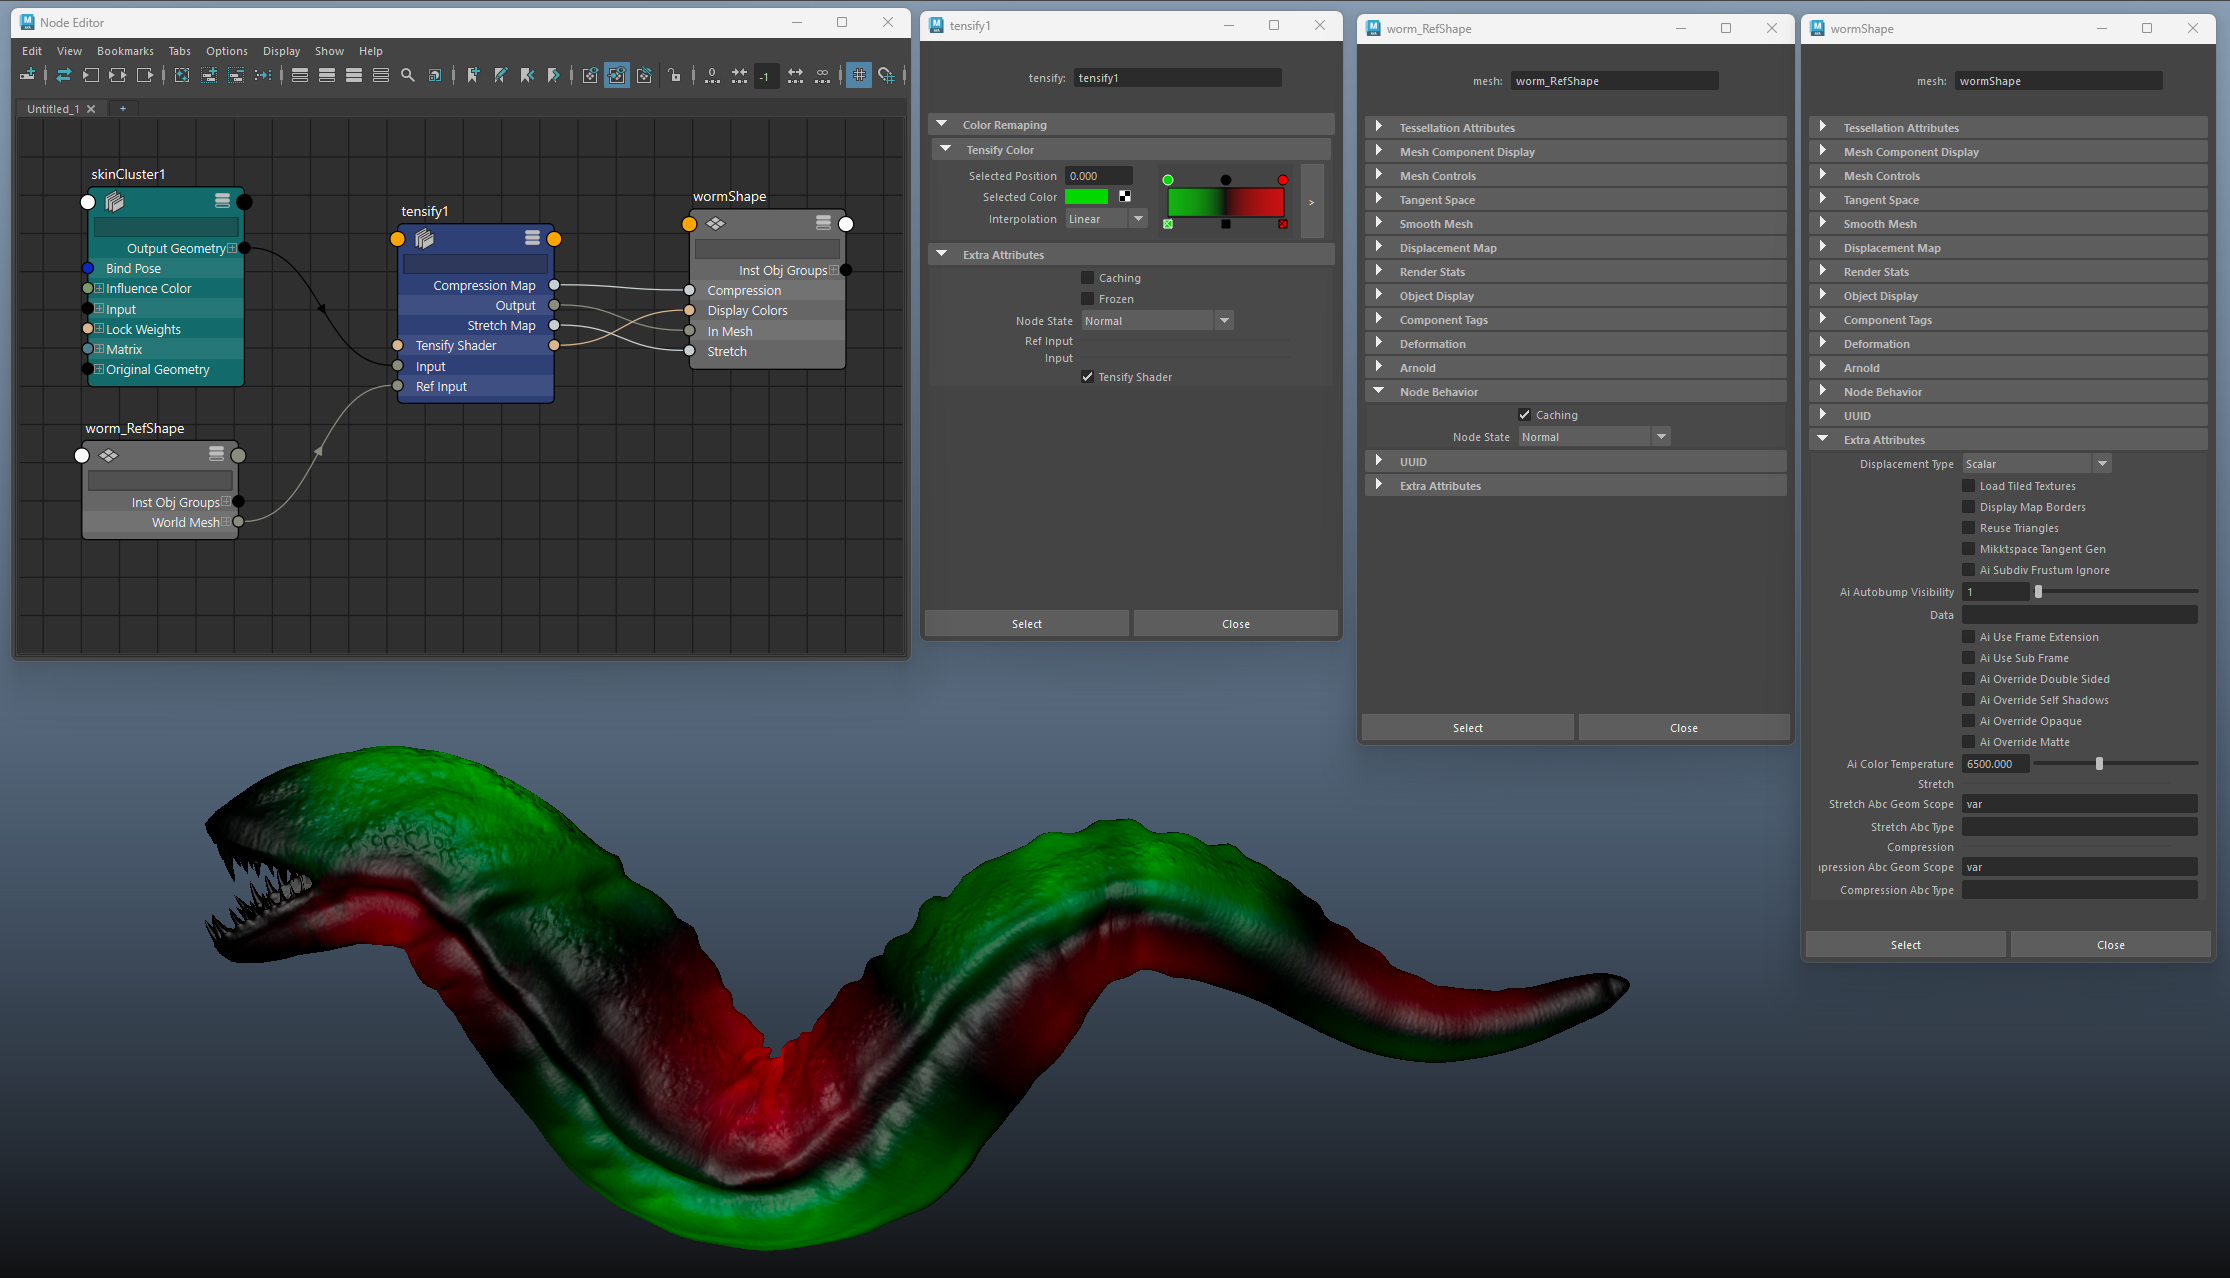 Node Editor
Edit View Bookmarks Tabs Options Display Show Help
0 -1
Untitled_1 +
skinCluster1
Output Geometry
Bind Pose
Influence Color
Input
Lock Weights
Matrix
Original Geometry
worm_RefShape
Inst Obj Groups
World Mesh
tensify1
Compression Map
Output
Stretch Map
Tensify Shader
Input
Ref Input
wormShape
Inst Obj Groups
Compression
Display Colors
In Mesh
Stretch
tensify1
tensify: tensify1
Color Remaping
Tensify Color
Selected Position 0.000
Selected Color
Interpolation Linear
>
Extra Attributes
Caching
Frozen
Node State Normal
Ref Input
Input
Tensify Shader
Select Close
worm_RefShape
mesh: worm_RefShape
Tessellation Attributes
Mesh Component Display
Mesh Controls
Tangent Space
Smooth Mesh
Displacement Map
Render Stats
Object Display
Component Tags
Deformation
Arnold
Node Behavior
Caching
Node State Normal
UUID
Extra Attributes
Select Close
wormShape
mesh: wormShape
Tessellation Attributes
Mesh Component Display
Mesh Controls
Tangent Space
Smooth Mesh
Displacement Map
Render Stats
Object Display
Component Tags
Deformation
Arnold
Node Behavior
UUID
Extra Attributes
Displacement Type Scalar
Load Tiled Textures
Display Map Borders
Reuse Triangles
Mikktspace Tangent Gen
Ai Subdiv Frustum Ignore
Ai Autobump Visibility 1
Data
Ai Use Frame Extension
Ai Use Sub Frame
Ai Override Double Sided
Ai Override Self Shadows
Ai Override Opaque
Ai Override Matte
Ai Color Temperature 6500.000
Stretch
Stretch Abc Geom Scope var
Stretch Abc Type
Compression
pression Abc Geom Scope var
Compression Abc Type
Select Close